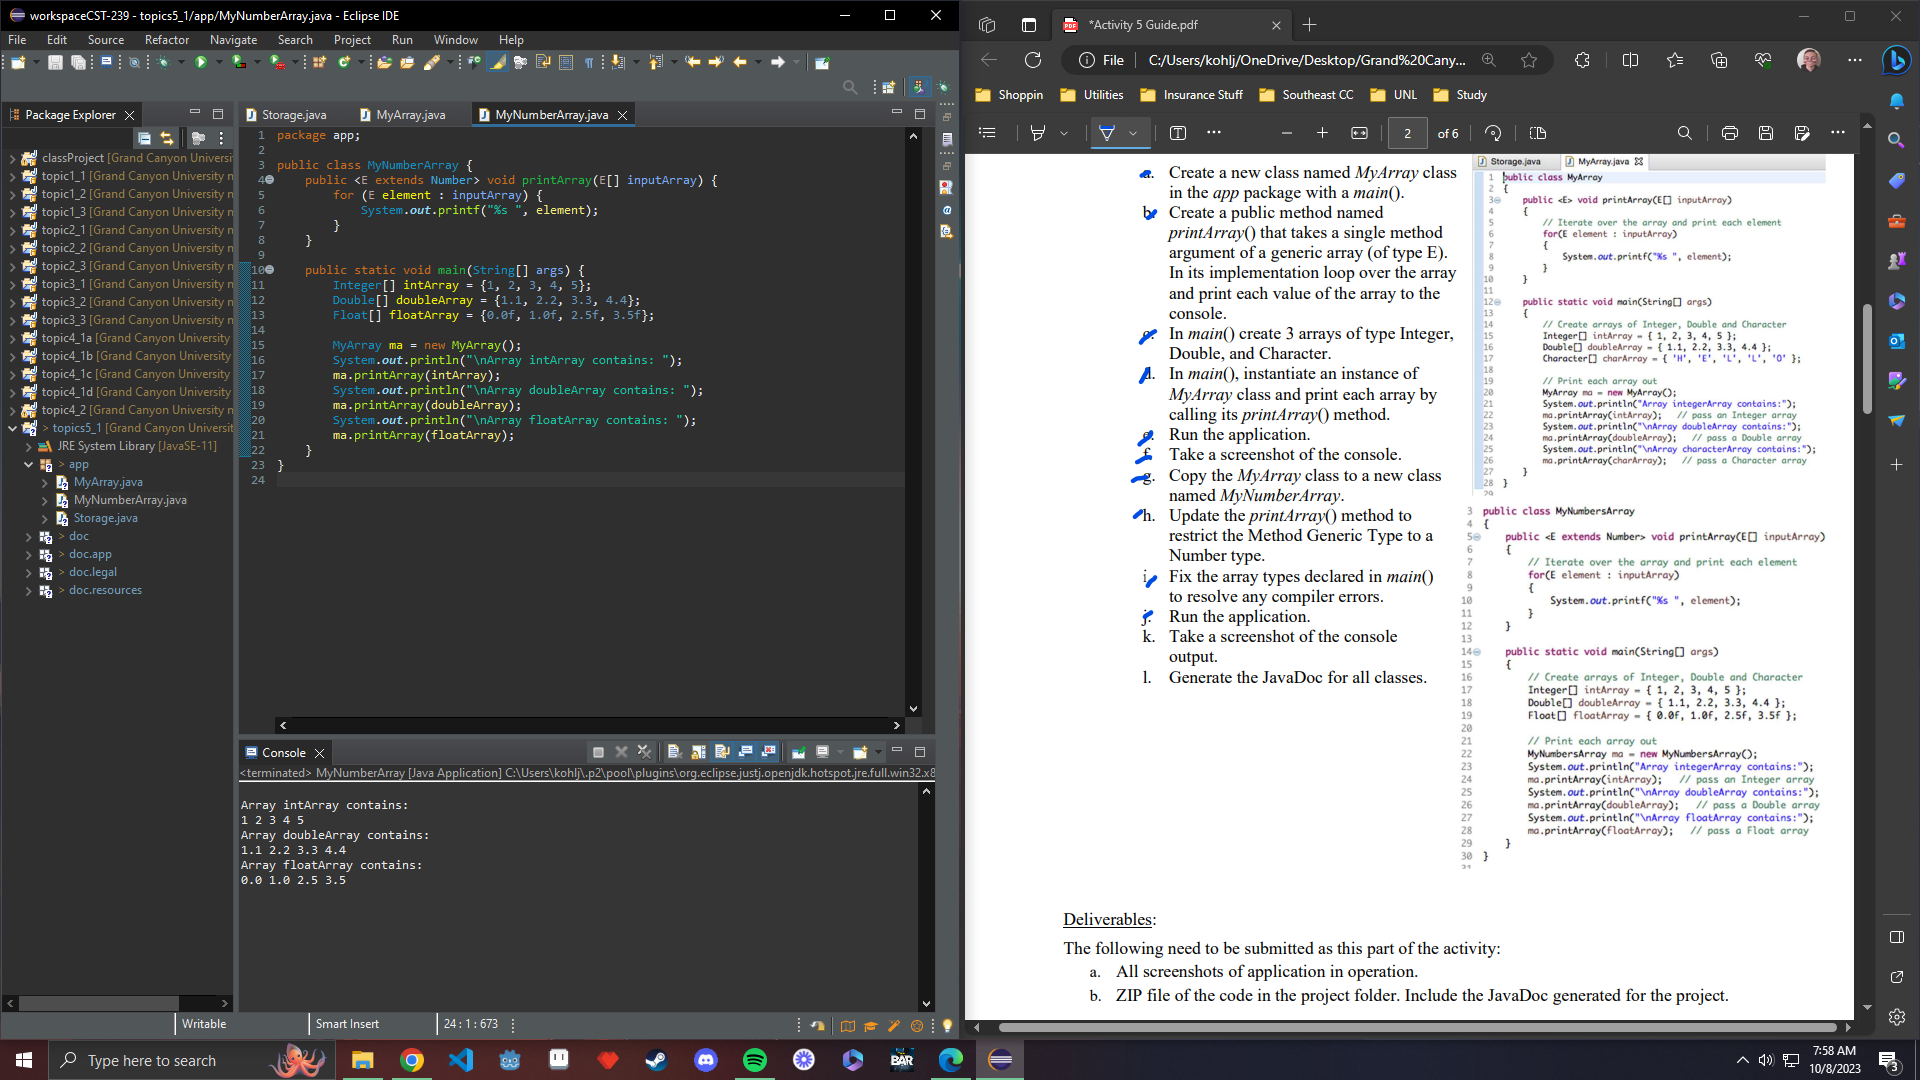 workspaceCST-239 - topics5_1/app/MyNumberArray.java - Eclipse IDE
File Edit Source Refactor Navigate Search Project Run Window Help
Package Explorer
classProject [Grand Canyon Universi
topic1_1 [Grand Canyon University n
topic1_2 [Grand Canyon University n
topic1_3 [Grand Canyon University n
topic2_1 [Grand Canyon University n
topic2_2 [Grand Canyon University n
topic2_3 [Grand Canyon University n
topic3_1 [Grand Canyon University n
topic3_2 [Grand Canyon University n
topic3_3 [Grand Canyon University n
topic4_1a [Grand Canyon University
topic4_1b [Grand Canyon University
topic4_1c [Grand Canyon University
topic4_1d [Grand Canyon University
topic4_2 [Grand Canyon University n
> topics5_1 [Grand Canyon Universit
JRE System Library [JavaSE-11]
> app
MyArray.java
MyNumberArray.java
Storage.java
> doc
> doc.app
> doc.legal
> doc.resources
Storage.java MyArray.java MyNumberArray.java
1 package app;
2
3 public class MyNumberArray {
4 public <E extends Number> void printArray(E[] inputArray) {
5 for (E element : inputArray) {
6 System.out.printf("%s ", element);
7 }
8 }
9
10 public static void main(String[] args) {
11 Integer[] intArray = {1, 2, 3, 4, 5};
12 Double[] doubleArray = {1.1, 2.2, 3.3, 4.4};
13 Float[] floatArray = {0.0f, 1.0f, 2.5f, 3.5f};
14
15 MyArray ma = new MyArray();
16 System.out.println("\nArray intArray contains: ");
17 ma.printArray(intArray);
18 System.out.println("\nArray doubleArray contains: ");
19 ma.printArray(doubleArray);
20 System.out.println("\nArray floatArray contains: ");
21 ma.printArray(floatArray);
22 }
23 }
24
Console
<terminated> MyNumberArray [Java Application] C:\Users\kohlj\.p2\pool\plugins\org.eclipse.justj.openjdk.hotspot.jre.full.win32.x8
Array intArray contains:
1 2 3 4 5
Array doubleArray contains:
1.1 2.2 3.3 4.4
Array floatArray contains:
0.0 1.0 2.5 3.5
Writable Smart Insert 24 : 1 : 673
*Activity 5 Guide.pdf
File C:/Users/kohlj/OneDrive/Desktop/Grand%20Cany...
Shoppin Utilities Insurance Stuff Southeast CC UNL Study
2 of 6
a. Create a new class named MyArray class
in the app package with a main().
b. Create a public method named
printArray() that takes a single method
argument of a generic array (of type E).
In its implementation loop over the array
and print each value of the array to the
console.
c. In main() create 3 arrays of type Integer,
Double, and Character.
d. In main(), instantiate an instance of
MyArray class and print each array by
calling its printArray() method.
e. Run the application.
f. Take a screenshot of the console.
g. Copy the MyArray class to a new class
named MyNumberArray.
h. Update the printArray() method to
restrict the Method Generic Type to a
Number type.
i. Fix the array types declared in main()
to resolve any compiler errors.
j. Run the application.
k. Take a screenshot of the console
output.
l. Generate the JavaDoc for all classes.
Storage.java MyArray.java
1 public class MyArray
2 {
3 public <E> void printArray(E[] inputArray)
4 {
5 // Iterate over the array and print each element
6 for(E element : inputArray)
7 {
8 System.out.printf("%s ", element);
9 }
10 }
11
12 public static void main(String[] args)
13 {
14 // Create arrays of Integer, Double and Character
15 Integer[] intArray = { 1, 2, 3, 4, 5 };
16 Double[] doubleArray = { 1.1, 2.2, 3.3, 4.4 };
17 Character[] charArray = { 'H', 'E', 'L', 'L', 'O' };
18
19 // Print each array out
20 MyArray ma = new MyArray();
21 System.out.println("Array integerArray contains:");
22 ma.printArray(intArray); // pass an Integer array
23 System.out.println("\nArray doubleArray contains:");
24 ma.printArray(doubleArray); // pass a Double array
25 System.out.println("\nArray characterArray contains:");
26 ma.printArray(charArray); // pass a Character array
27 }
28 }
29
3 public class MyNumbersArray
4 {
5 public <E extends Number> void printArray(E[] inputArray)
6 {
7 // Iterate over the array and print each element
8 for(E element : inputArray)
9 {
10 System.out.printf("%s ", element);
11 }
12 }
13
14 public static void main(String[] args)
15 {
16 // Create arrays of Integer, Double and Character
17 Integer[] intArray = { 1, 2, 3, 4, 5 };
18 Double[] doubleArray = { 1.1, 2.2, 3.3, 4.4 };
19 Float[] floatArray = { 0.0f, 1.0f, 2.5f, 3.5f };
20
21 // Print each array out
22 MyNumbersArray ma = new MyNumbersArray();
23 System.out.println("Array integerArray contains:");
24 ma.printArray(intArray); // pass an Integer array
25 System.out.println("\nArray doubleArray contains:");
26 ma.printArray(doubleArray); // pass a Double array
27 System.out.println("\nArray floatArray contains:");
28 ma.printArray(floatArray); // pass a Float array
29 }
30 }
31
Deliverables:
The following need to be submitted as this part of the activity:
a. All screenshots of application in operation.
b. ZIP file of the code in the project folder. Include the JavaDoc generated for the project.
Type here to search
BAR
7:58 AM
10/8/2023
3